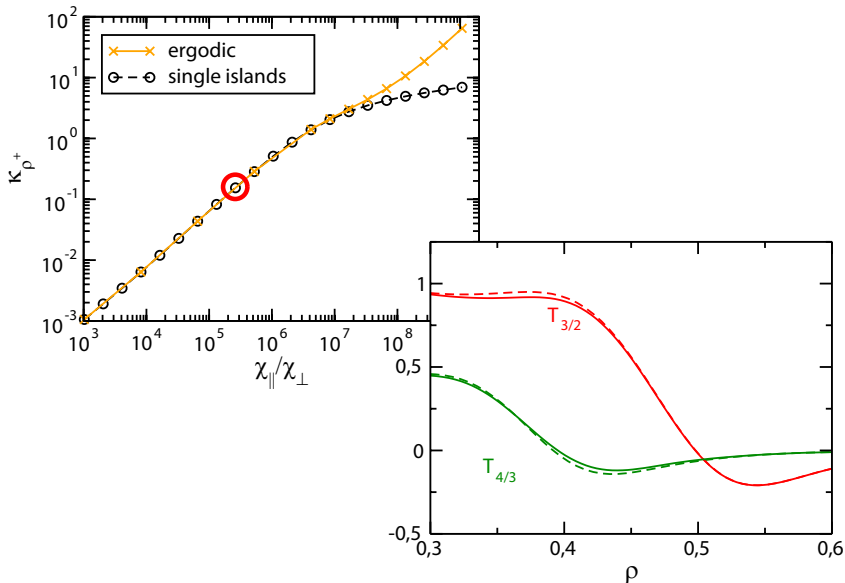 10²
10¹
10⁰
10⁻¹
10⁻²
10⁻³
κρ⁺
ergodic
single islands
10³ 10⁴ 10⁵ 10⁶ 10⁷ 10⁸
χ∥/χ⊥
1
0,5
0
-0,5
T3/2
T4/3
0,3 0,4 0,5 0,6
ρ